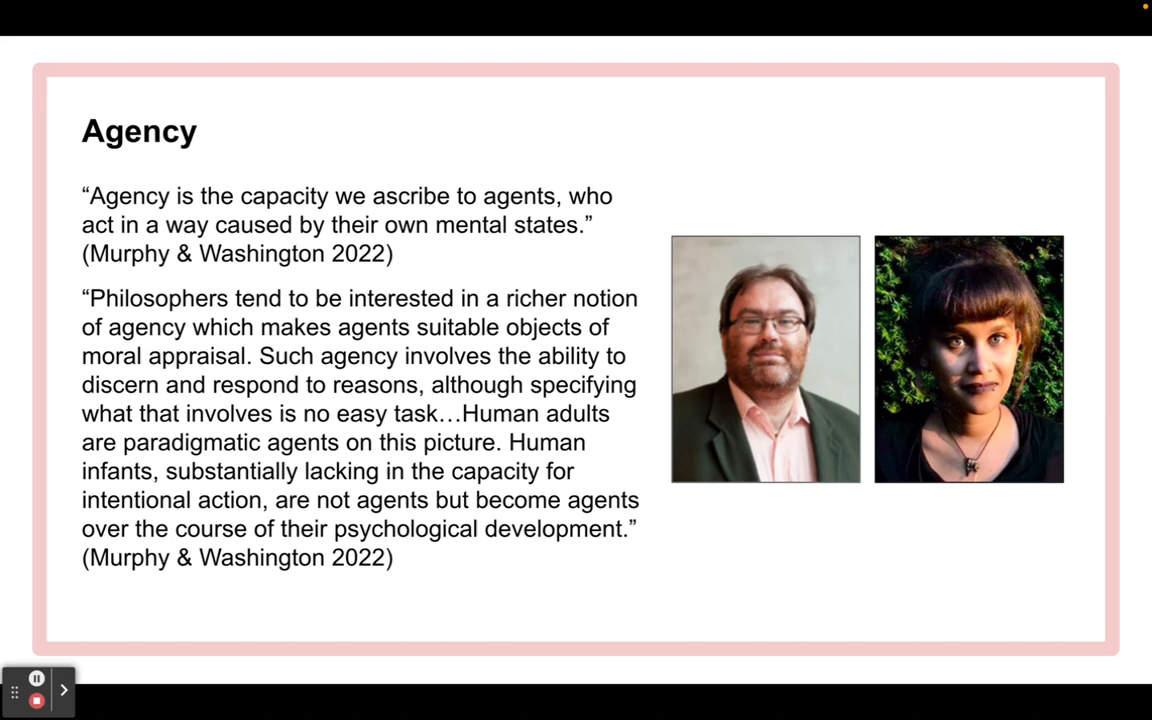 Agency
“Agency is the capacity we ascribe to agents, who
act in a way caused by their own mental states.”
(Murphy & Washington 2022)
“Philosophers tend to be interested in a richer notion
of agency which makes agents suitable objects of
moral appraisal. Such agency involves the ability to
discern and respond to reasons, although specifying
what that involves is no easy task…Human adults
are paradigmatic agents on this picture. Human
infants, substantially lacking in the capacity for
intentional action, are not agents but become agents
over the course of their psychological development.”
(Murphy & Washington 2022)